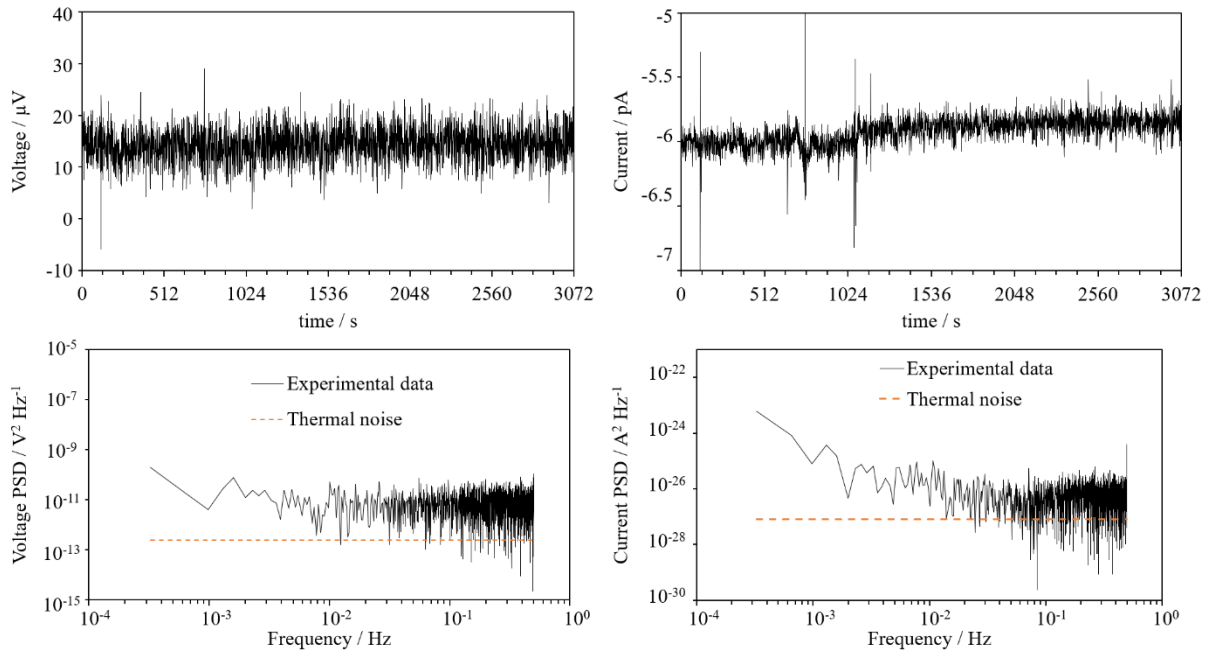 40
30
20
10
0
-10
Voltage / µV
0 512 1024 1536 2048 2560 3072
time / s
-5
-5.5
-6
-6.5
-7
Current / pA
0 512 1024 1536 2048 2560 3072
time / s
10-5
10-7
10-9
10-11
10-13
10-15
Voltage PSD / V2 Hz-1
Experimental data
Thermal noise
10-4 10-3 10-2 10-1 100
Frequency / Hz
10-22
10-24
10-26
10-28
10-30
Current PSD / A2 Hz-1
Experimental data
Thermal noise
10-4 10-3 10-2 10-1 100
Frequency / Hz